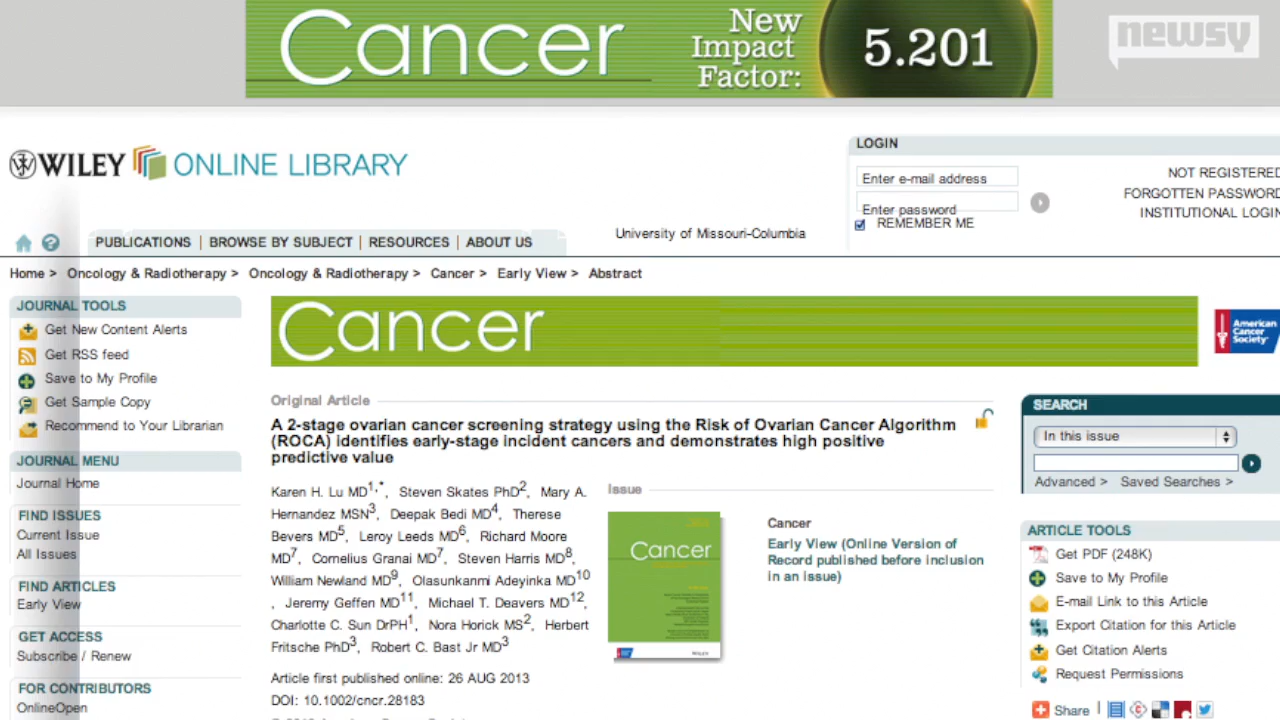 Cancer
New
Impact
Factor:
5.201
newsy
WILEY ONLINE LIBRARY
LOGIN
Enter e-mail address
Enter password
REMEMBER ME
NOT REGISTERED
FORGOTTEN PASSWORD
INSTITUTIONAL LOGIN
PUBLICATIONS | BROWSE BY SUBJECT | RESOURCES | ABOUT US
University of Missouri-Columbia
Home > Oncology & Radiotherapy > Oncology & Radiotherapy > Cancer > Early View > Abstract
JOURNAL TOOLS
Get New Content Alerts
Get RSS feed
Save to My Profile
Get Sample Copy
Recommend to Your Librarian
JOURNAL MENU
Journal Home
FIND ISSUES
Current Issue
All Issues
FIND ARTICLES
Early View
GET ACCESS
Subscribe / Renew
FOR CONTRIBUTORS
OnlineOpen
Cancer
American
Cancer
Society
Original Article
A 2-stage ovarian cancer screening strategy using the Risk of Ovarian Cancer Algorithm
(ROCA) identifies early-stage incident cancers and demonstrates high positive
predictive value
Karen H. Lu MD1,*, Steven Skates PhD2, Mary A.
Hernandez MSN3, Deepak Bedi MD4, Therese
Bevers MD5, Leroy Leeds MD6, Richard Moore
MD7, Cornelius Granai MD7, Steven Harris MD8,
William Newland MD9, Olasunkanmi Adeyinka MD10
, Jeremy Geffen MD11, Michael T. Deavers MD12,
Charlotte C. Sun DrPH1, Nora Horick MS2, Herbert
Fritsche PhD3, Robert C. Bast Jr MD3
Article first published online: 26 AUG 2013
DOI: 10.1002/cncr.28183
Issue
Cancer
WILEY
Cancer
Early View (Online Version of
Record published before inclusion
in an issue)
SEARCH
In this issue
Advanced > Saved Searches >
ARTICLE TOOLS
Get PDF (248K)
Save to My Profile
E-mail Link to this Article
Export Citation for this Article
Get Citation Alerts
Request Permissions
Share |